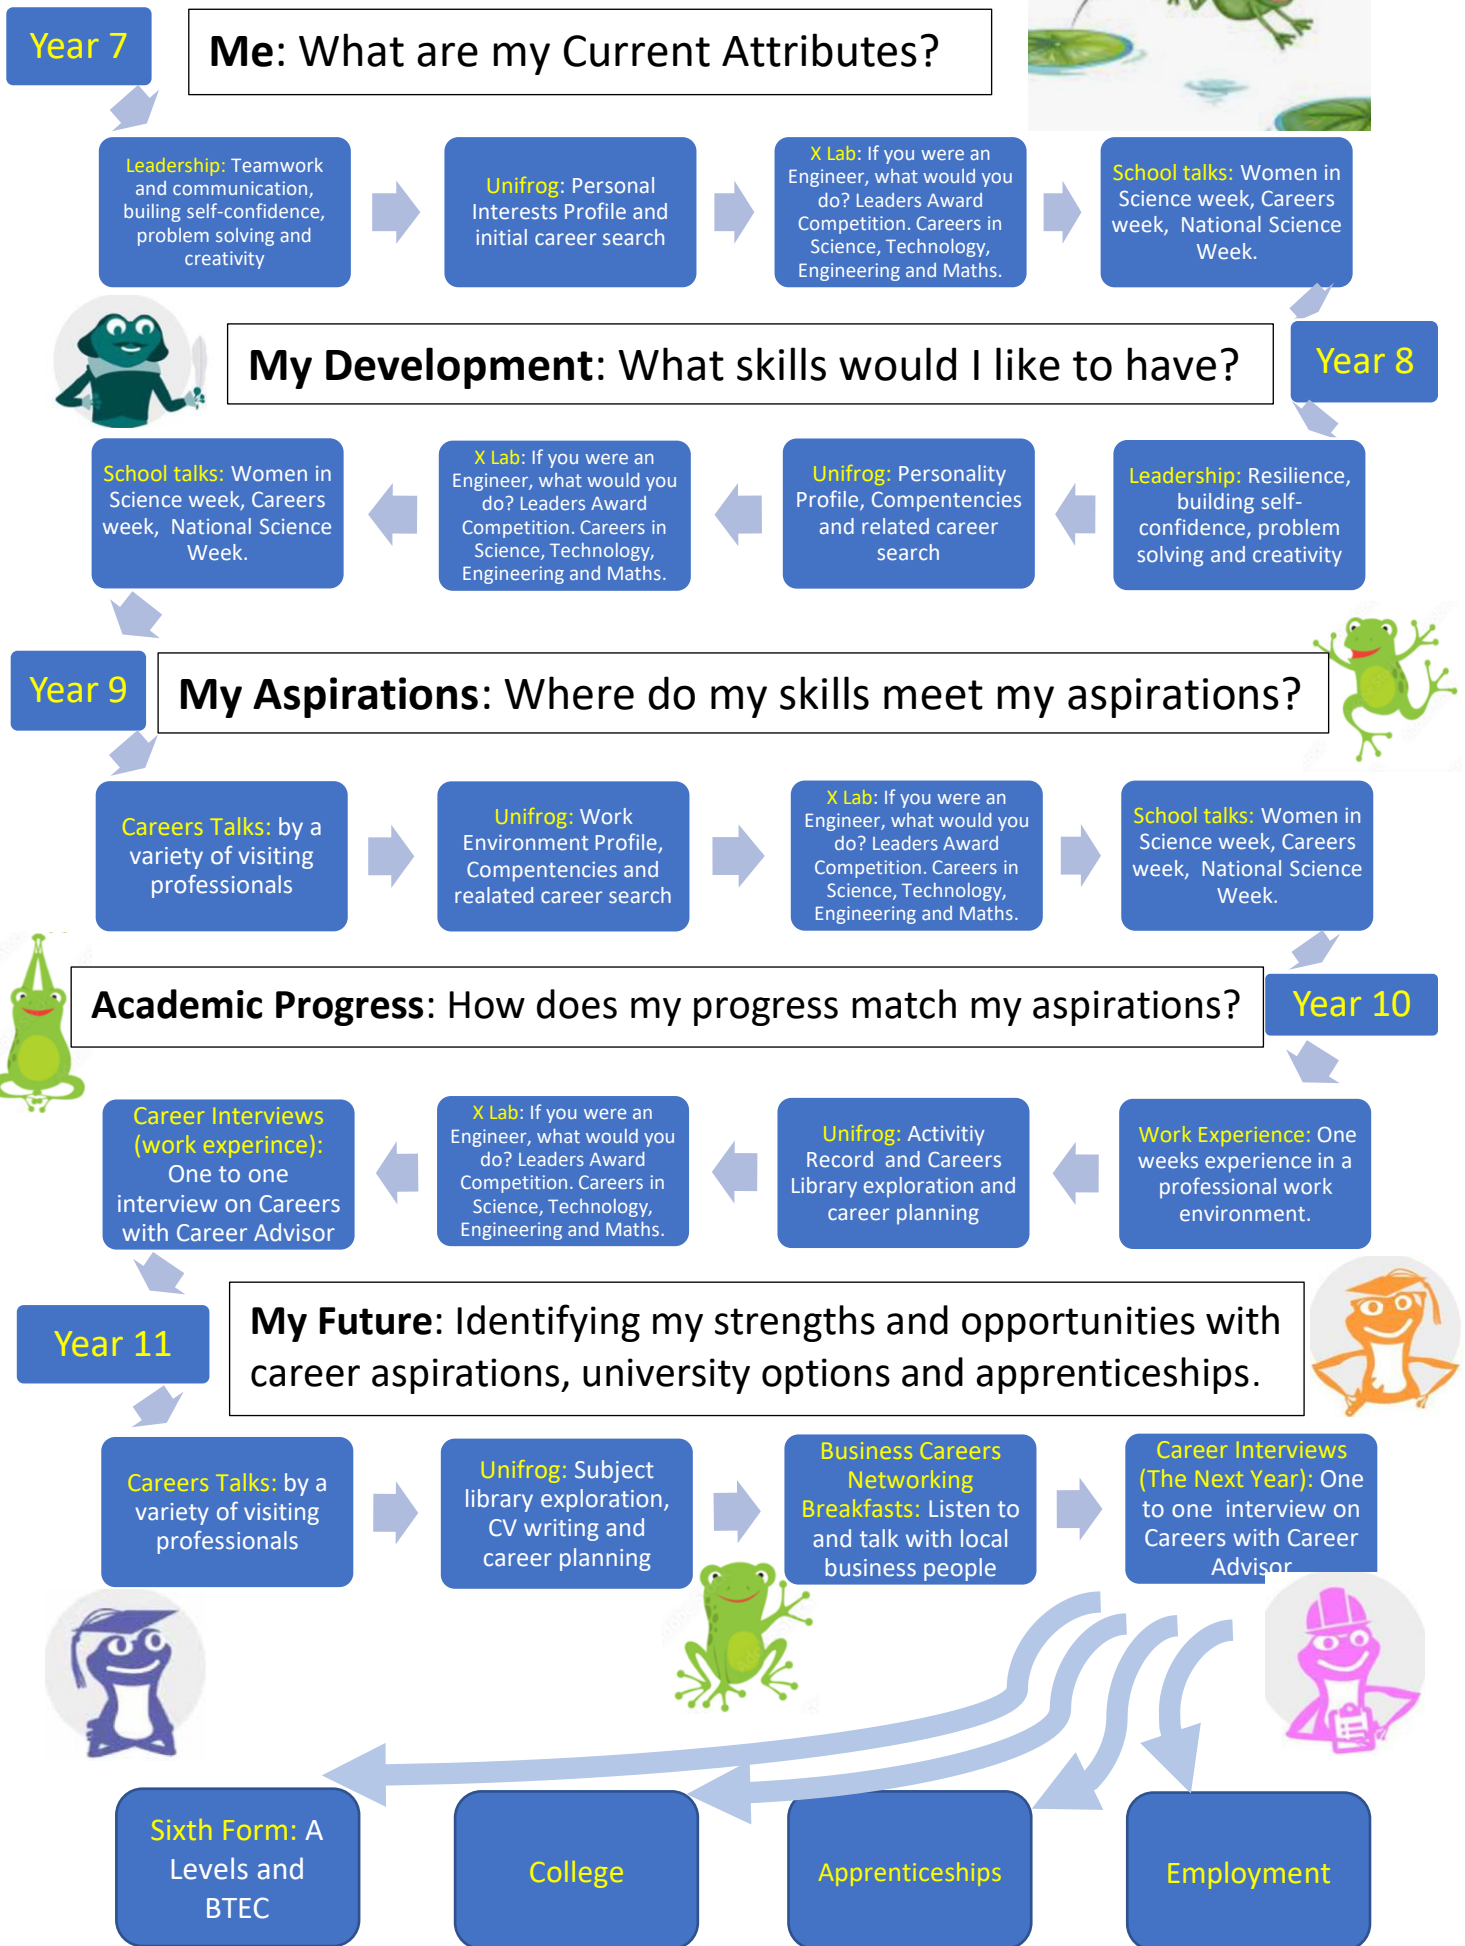 Year 7
Me: What are my Current Attributes?
Leadership: Teamwork
and communication,
builing self-confidence,
problem solving and
creativity
Unifrog: Personal
Interests Profile and
initial career search
X Lab: If you were an
Engineer, what would you
do? Leaders Award
Competition. Careers in
Science, Technology,
Engineering and Maths.
School talks: Women in
Science week, Careers
week, National Science
Week.
My Development: What skills would I like to have?
Year 8
Leadership: Resilience,
building self-
confidence, problem
solving and creativity
Unifrog: Personality
Profile, Compentencies
and related career
search
X Lab: If you were an
Engineer, what would you
do? Leaders Award
Competition. Careers in
Science, Technology,
Engineering and Maths.
School talks: Women in
Science week, Careers
week, National Science
Week.
Year 9
My Aspirations: Where do my skills meet my aspirations?
Careers Talks: by a
variety of visiting
professionals
Unifrog: Work
Environment Profile,
Compentencies and
realated career search
X Lab: If you were an
Engineer, what would you
do? Leaders Award
Competition. Careers in
Science, Technology,
Engineering and Maths.
School talks: Women in
Science week, Careers
week, National Science
Week.
Academic Progress: How does my progress match my aspirations?
Year 10
Work Experience: One
weeks experience in a
professional work
environment.
Unifrog: Activitiy
Record and Careers
Library exploration and
career planning
X Lab: If you were an
Engineer, what would you
do? Leaders Award
Competition. Careers in
Science, Technology,
Engineering and Maths.
Career Interviews
(work experince):
One to one
interview on Careers
with Career Advisor
Year 11
My Future: Identifying my strengths and opportunities with
career aspirations, university options and apprenticeships.
Careers Talks: by a
variety of visiting
professionals
Unifrog: Subject
library exploration,
CV writing and
career planning
Business Careers
Networking
Breakfasts: Listen to
and talk with local
business people
Career Interviews
(The Next Year): One
to one interview on
Careers with Career
Advisor
Sixth Form: A
Levels and
BTEC
College
Apprenticeships
Employment